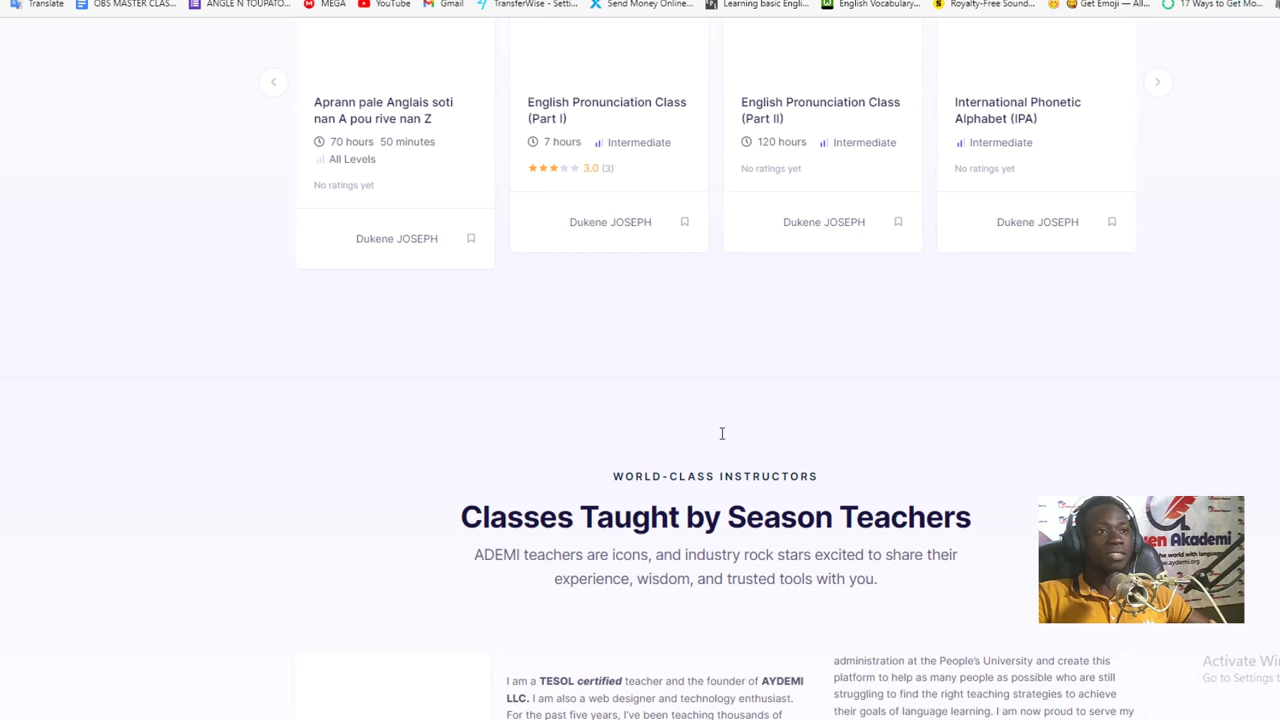 Translate
OBS MASTER CLAS...
ANGLE N TOUPATO...
MEGA
YouTube
Gmail
TransferWise - Setti...
Send Money Online...
Learning basic Engli...
English Vocabulary...
Royalty-Free Sound...
Get Emoji — All...
17 Ways to Get Mo...
Aprann pale Anglais soti
nan A pou rive nan Z
70 hours 50 minutes
All Levels
No ratings yet
Dukene JOSEPH
English Pronunciation Class
(Part I)
7 hours Intermediate
3.0 (3)
Dukene JOSEPH
English Pronunciation Class
(Part II)
120 hours Intermediate
No ratings yet
Dukene JOSEPH
International Phonetic
Alphabet (IPA)
Intermediate
No ratings yet
Dukene JOSEPH
WORLD-CLASS INSTRUCTORS
Classes Taught by Season Teachers
ADEMI teachers are icons, and industry rock stars excited to share their
experience, wisdom, and trusted tools with you.
Akademi
the world with language
I am a TESOL certified teacher and the founder of AYDEMI
LLC. I am also a web designer and technology enthusiast.
For the past five years, I've been teaching thousands of
administration at the People's University and create this
platform to help as many people as possible who are still
struggling to find the right teaching strategies to achieve
their goals of language learning. I am now proud to serve my
Activate Wi
Go to Settings t